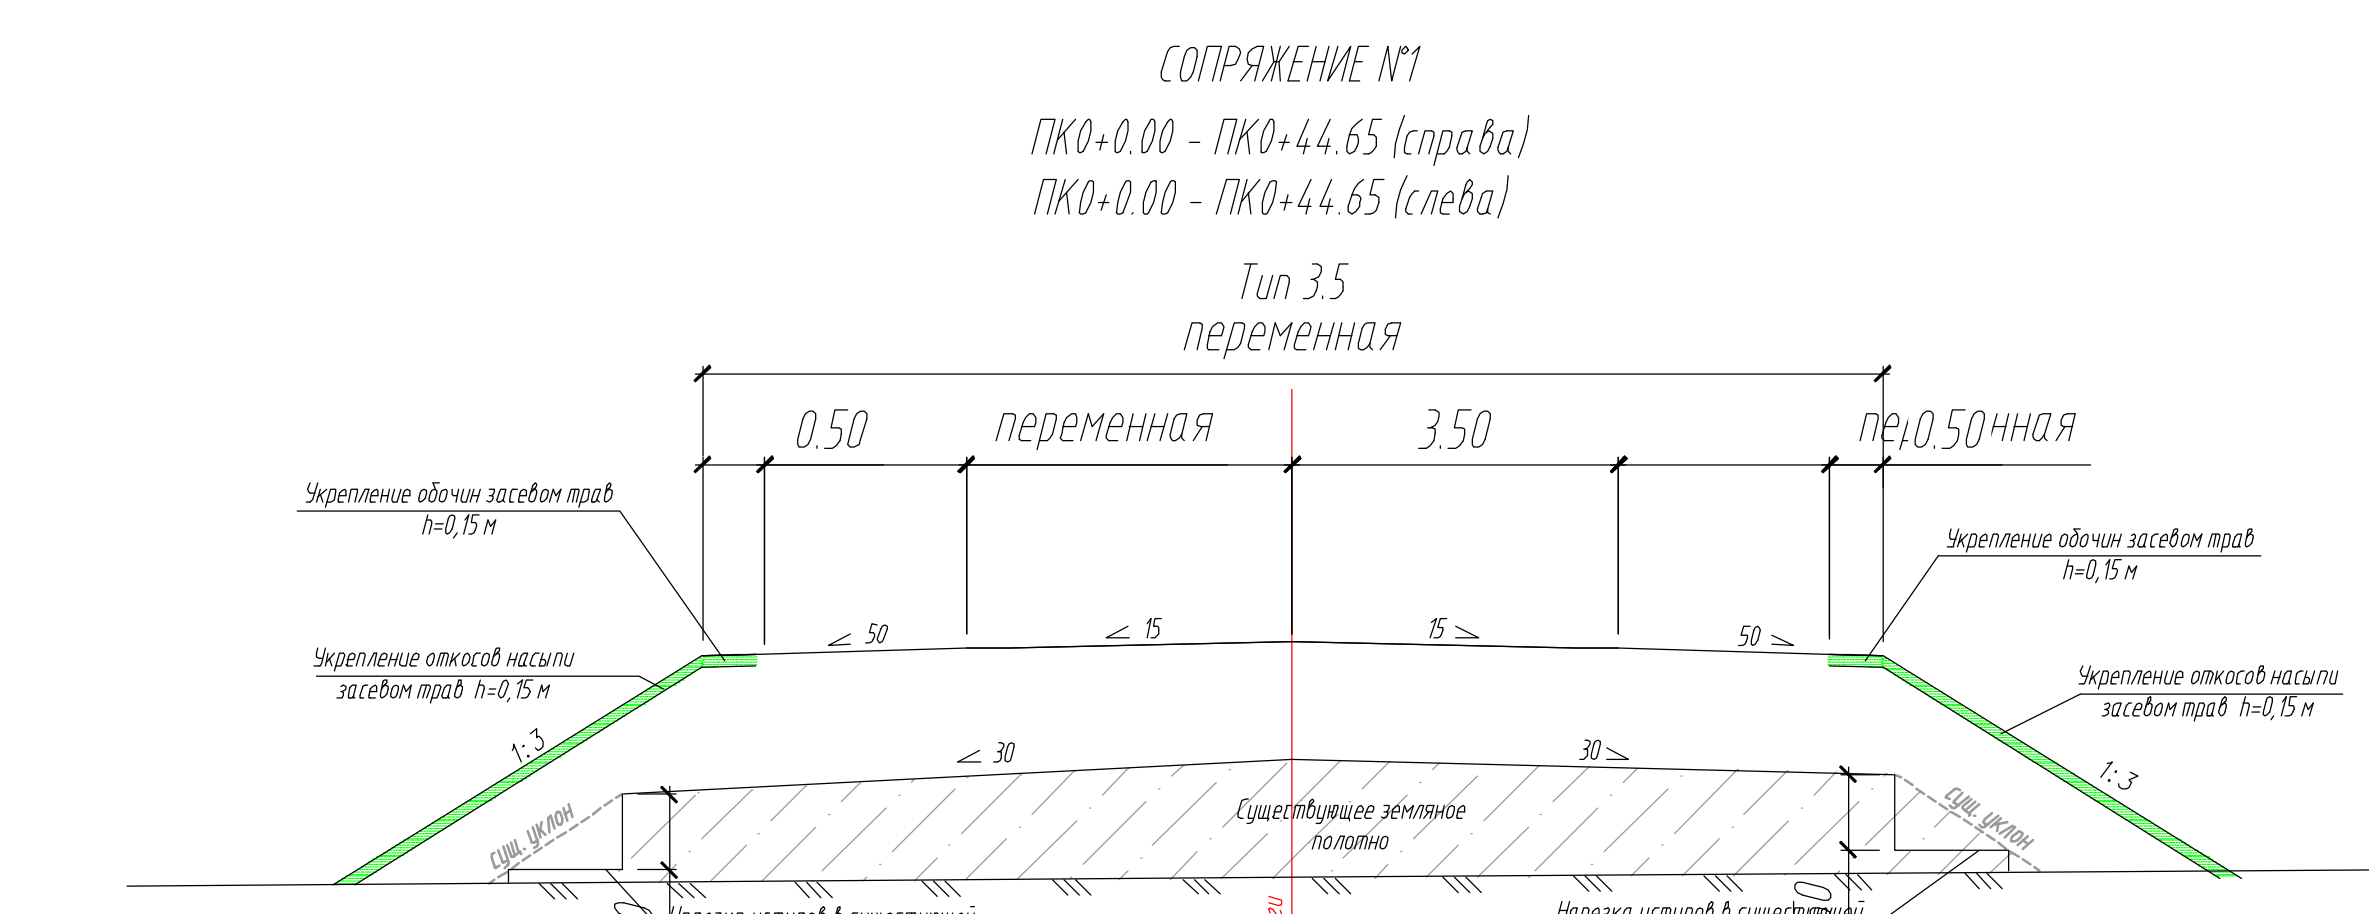 СОПРЯЖЕНИЕ №1
ПК0+0.00 - ПК0+44.65 (справа)
ПК0+0.00 - ПК0+44.65 (слева)
Тип 3.5
переменная
0.50 переменная 3.50 0.50
Укрепление обочин засевом трав
h=0,15 м
Укрепление обочин засевом трав
h=0,15 м
50 15 15 50
Укрепление откосов насыпи
засевом трав h=0,15 м
Укрепление откосов насыпи
засевом трав h=0,15 м
1:3
30 30
1:3
Существующее земляное
полотно
сущ. уклон
сущ. уклон